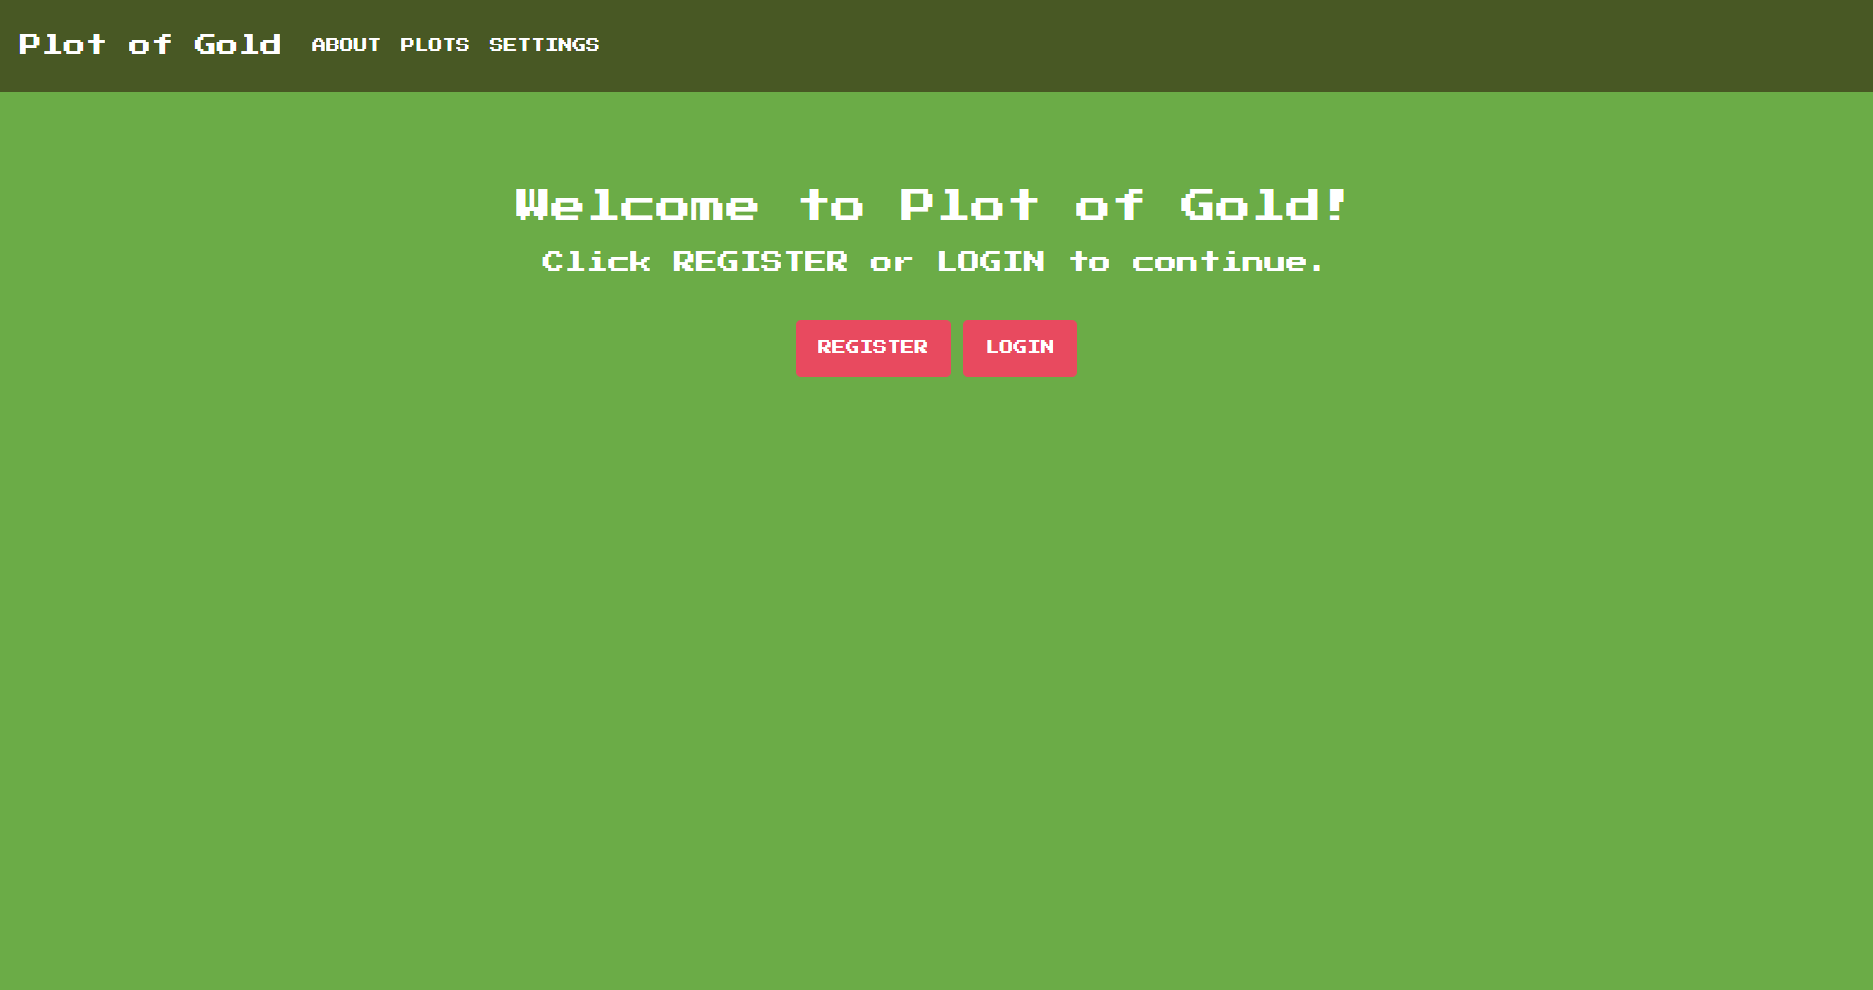 Plot of Gold ABOUT PLOTS SETTINGS
Welcome to Plot of Gold!
Click REGISTER or LOGIN to continue.
REGISTER LOGIN